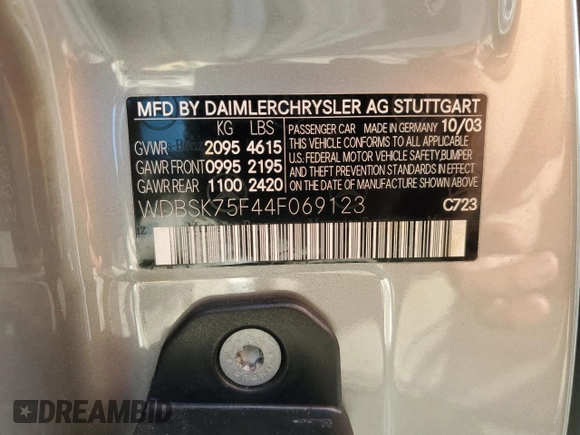 MFD BY DAIMLERCHRYSLER AG STUTTGART
KG LBS PASSENGER CAR MADE IN GERMANY 10/03
GVWR 2095 4615 THIS VEHICLE CONFORMS TO ALL APPLICABLE
GAWR FRONT 0995 2195 U.S. FEDERAL MOTOR VEHICLE SAFETY, BUMPER
GAWR REAR 1100 2420 AND THEFT PREVENTION STANDARDS IN EFFECT
ON THE DATE OF MANUFACTURE SHOWN ABOVE.
WDBSK75F44F069123 C723
DREAMBID